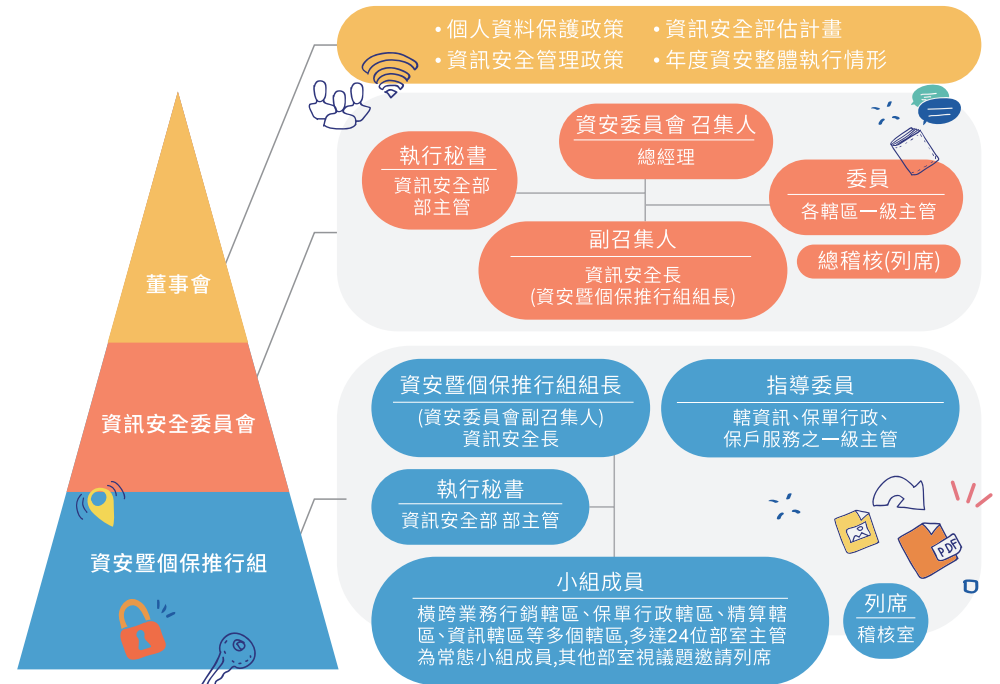 • 個人資料保護政策 • 資訊安全評估計畫
• 資訊安全管理政策 • 年度資安整體執行情形
資安委員會 召集人
總經理
執行秘書
資訊安全部
部主管
委員
各轄區一級主管
副召集人
資訊安全長
(資安暨個保推行組組長)
總稽核(列席)
董事會
資訊安全委員會
資安暨個保推行組
資安暨個保推行組組長
(資安委員會副召集人)
資訊安全長
指導委員
轄資訊、保單行政、
保戶服務之一級主管
執行秘書
資訊安全部 部主管
小組成員
橫跨業務行銷轄區、保單行政轄區、精算轄
區、資訊轄區等多個轄區,多達24位部室主管
為常態小組成員,其他部室視議題邀請列席
列席
稽核室
PDF